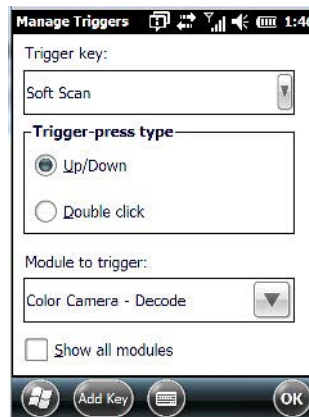 Manage Triggers 1:46
Trigger key:
Soft Scan
Trigger-press type
Up/Down
Double click
Module to trigger:
Color Camera - Decode
Show all modules
Add Key OK